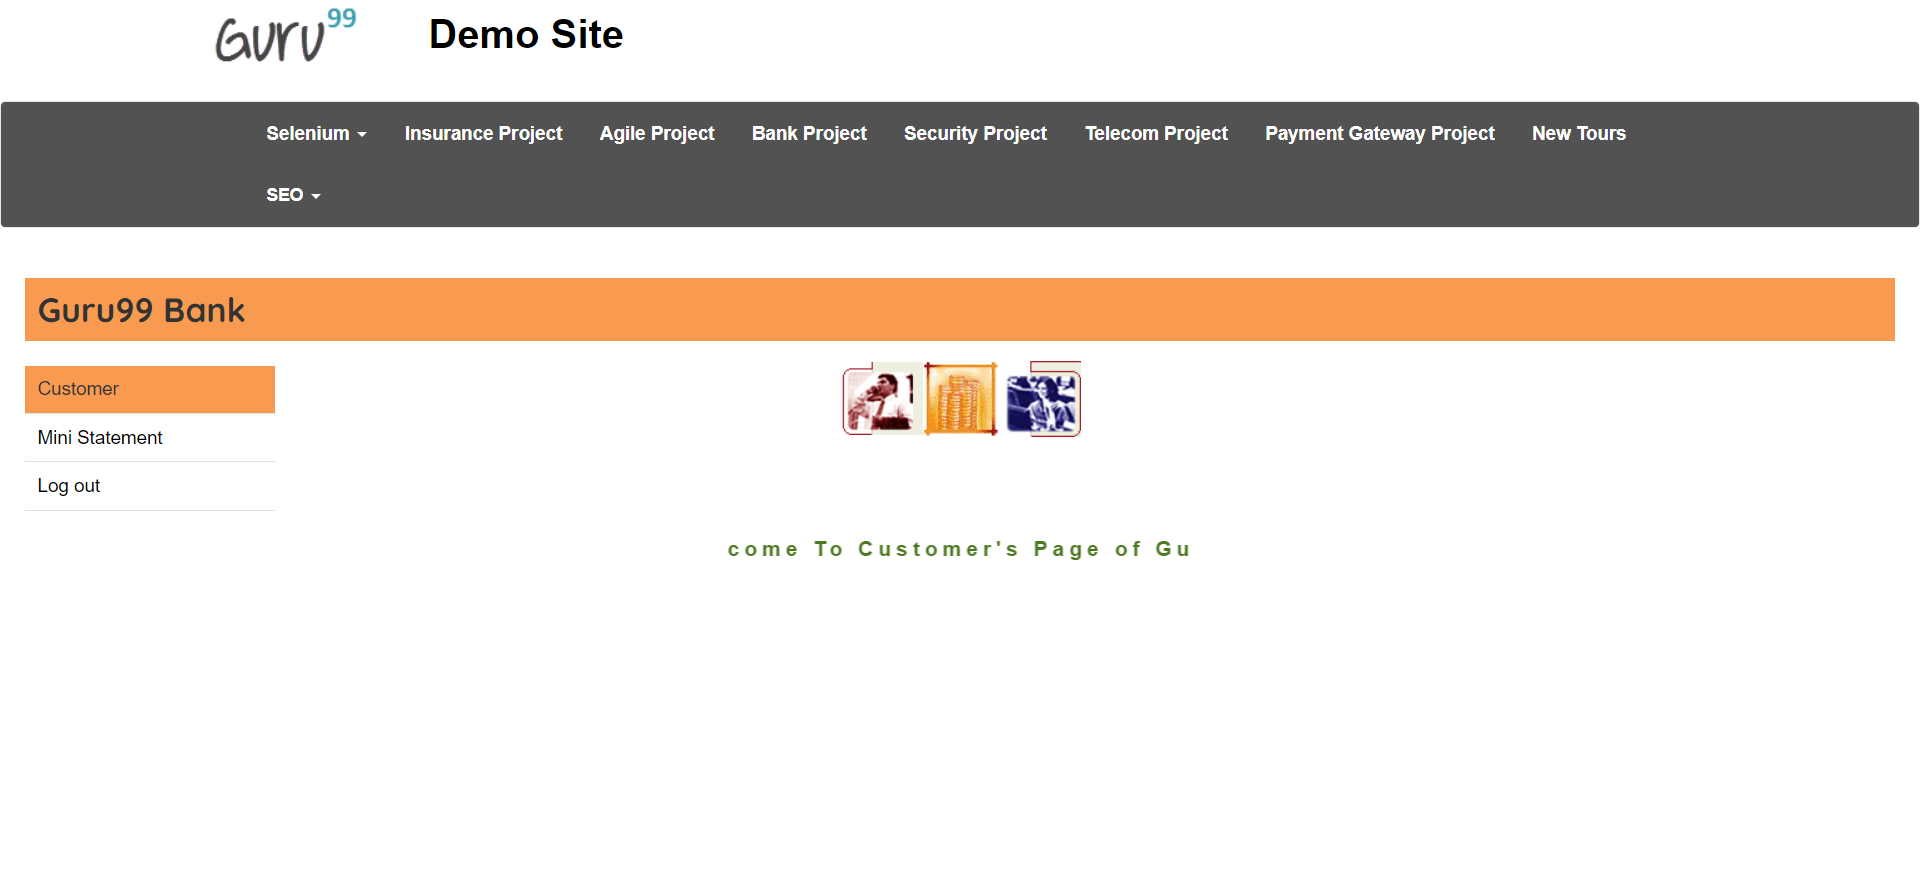 Guru99 Demo Site
Selenium Insurance Project Agile Project Bank Project Security Project Telecom Project Payment Gateway Project New Tours
SEO
Guru99 Bank
Customer
Mini Statement
Log out
come To Customer's Page of Gu